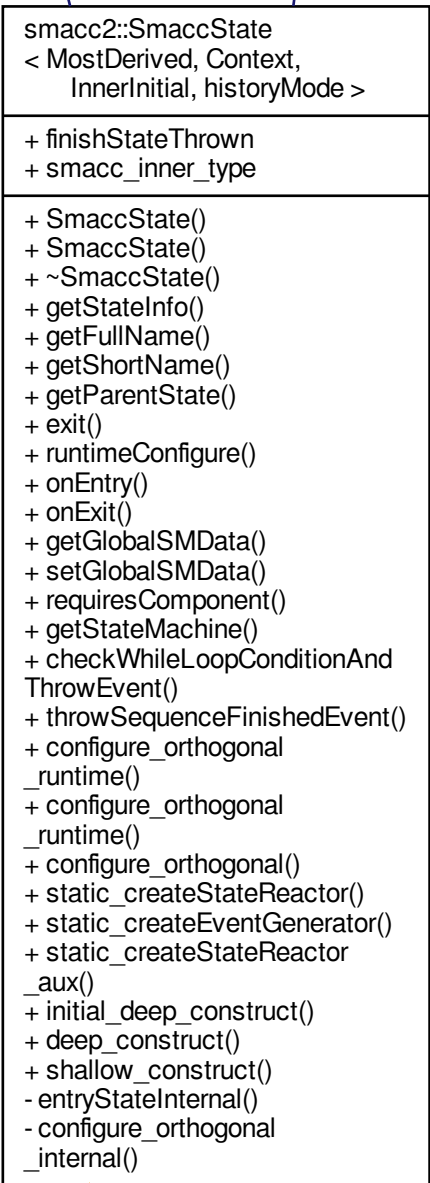 smacc2::SmaccState
< MostDerived, Context,
InnerInitial, historyMode >
+ finishStateThrown
+ smacc_inner_type
+ SmaccState()
+ SmaccState()
+ ~SmaccState()
+ getStateInfo()
+ getFullName()
+ getShortName()
+ getParentState()
+ exit()
+ runtimeConfigure()
+ onEntry()
+ onExit()
+ getGlobalSMData()
+ setGlobalSMData()
+ requiresComponent()
+ getStateMachine()
+ checkWhileLoopConditionAnd
ThrowEvent()
+ throwSequenceFinishedEvent()
+ configure_orthogonal
_runtime()
+ configure_orthogonal
_runtime()
+ configure_orthogonal()
+ static_createStateReactor()
+ static_createEventGenerator()
+ static_createStateReactor
_aux()
+ initial_deep_construct()
+ deep_construct()
+ shallow_construct()
- entryStateInternal()
- configure_orthogonal
_internal()